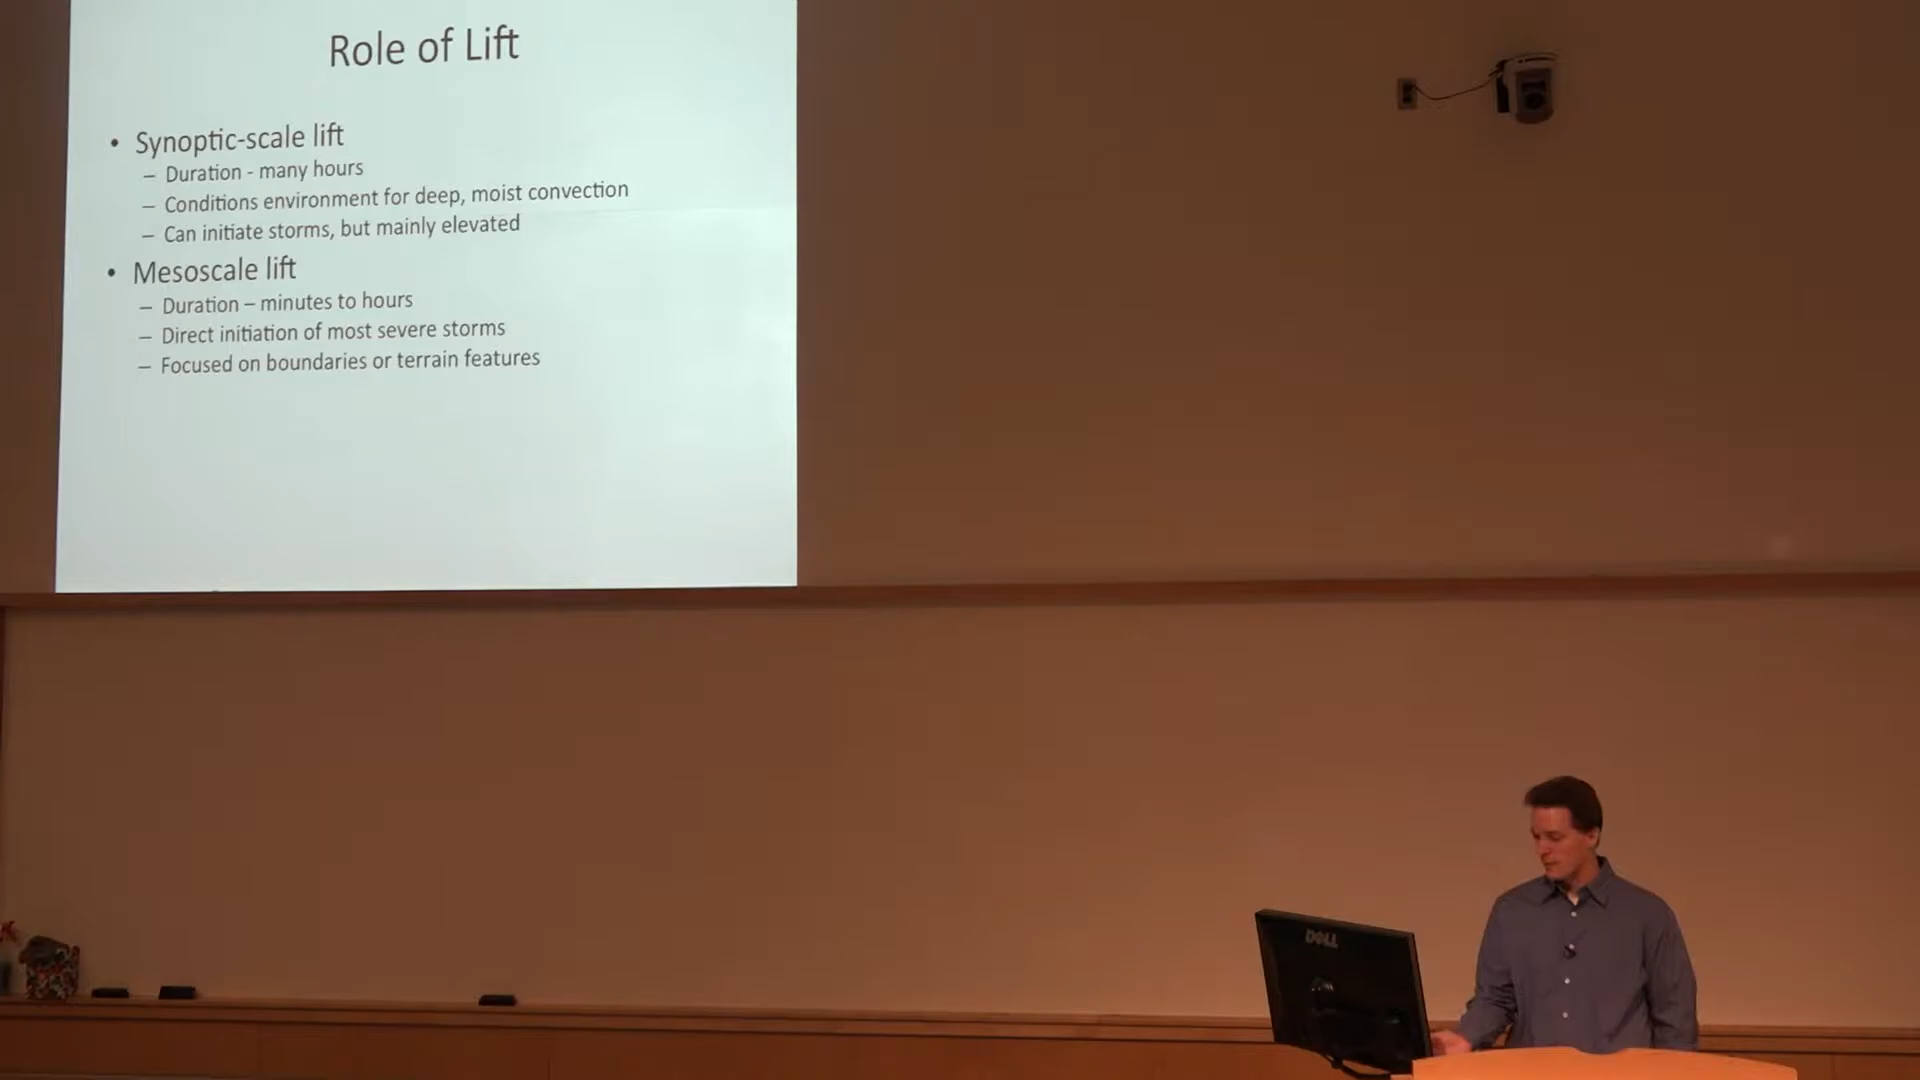 Role of Lift
• Synoptic-scale lift
– Duration - many hours
– Conditions environment for deep, moist convection
– Can initiate storms, but mainly elevated
• Mesoscale lift
– Duration – minutes to hours
– Direct initiation of most severe storms
– Focused on boundaries or terrain features
DELL